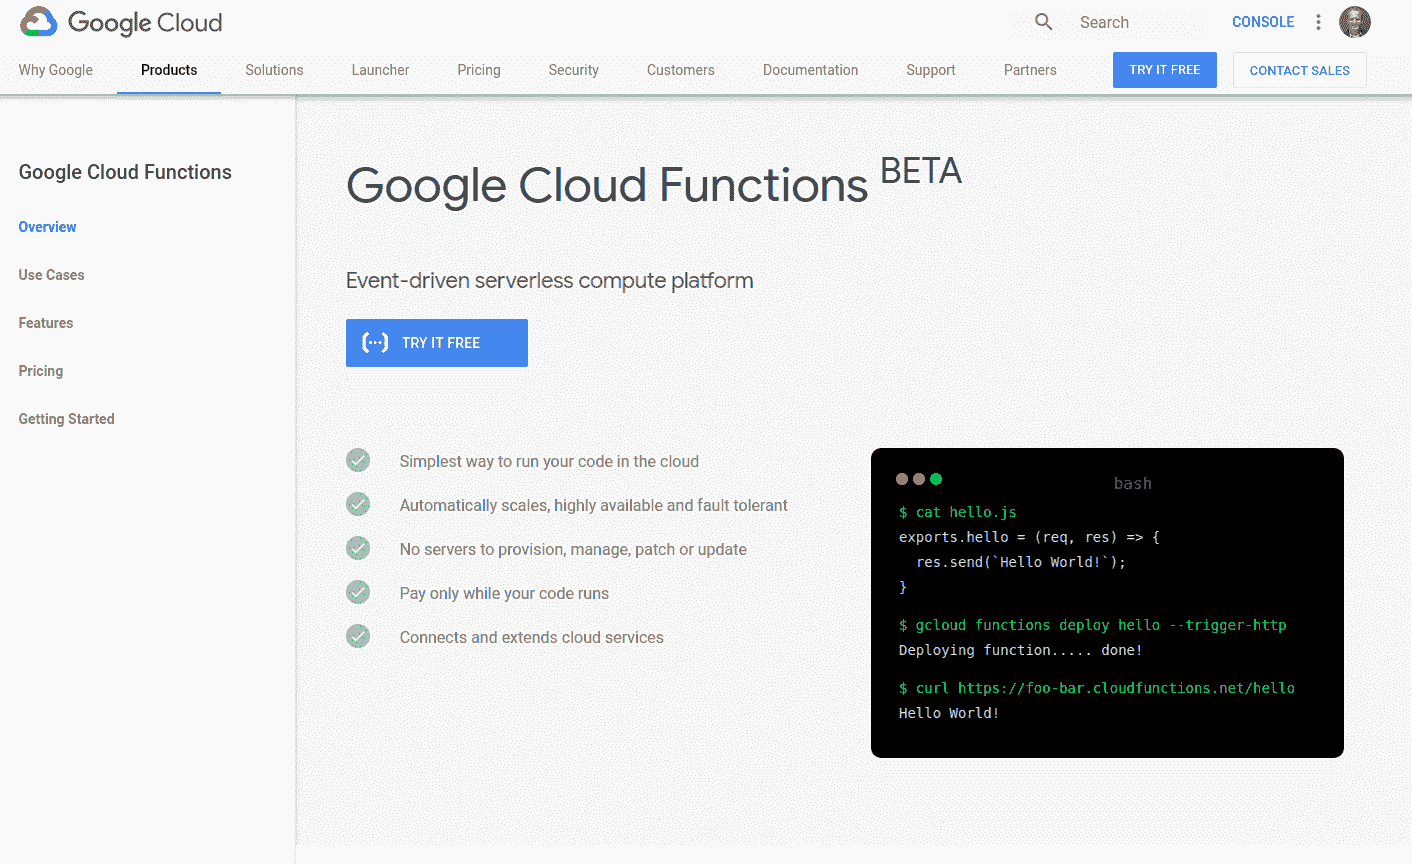 Google Cloud
Search
CONSOLE
Why Google
Products
Solutions
Launcher
Pricing
Security
Customers
Documentation
Support
Partners
TRY IT FREE
CONTACT SALES
Google Cloud Functions
Overview
Use Cases
Features
Pricing
Getting Started
Google Cloud Functions BETA
Event-driven serverless compute platform
TRY IT FREE
Simplest way to run your code in the cloud
Automatically scales, highly available and fault tolerant
No servers to provision, manage, patch or update
Pay only while your code runs
Connects and extends cloud services
bash
$ cat hello.js
exports.hello = (req, res) => {
  res.send(`Hello World!`);
}
$ gcloud functions deploy hello --trigger-http
Deploying function..... done!
$ curl https://foo-bar.cloudfunctions.net/hello
Hello World!